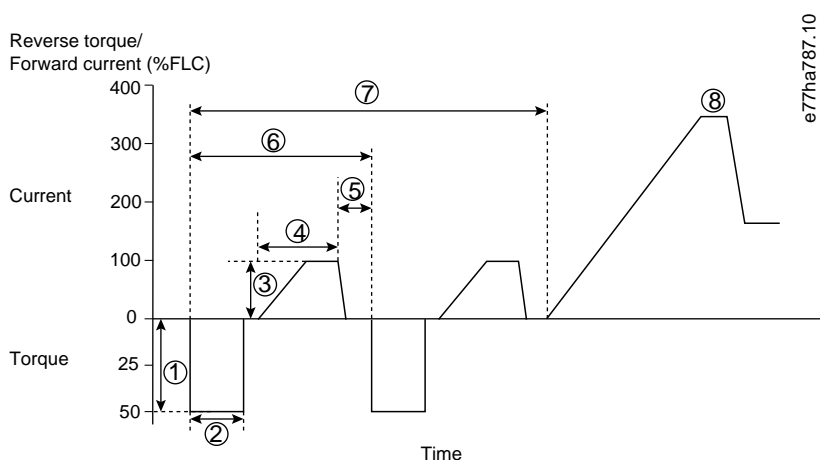 Reverse torque/
Forward current (%FLC)
e77ha787.10
400
⑦
⑧
300
⑥
Current
200
⑤
④
100
③
0
Torque
25
①
50
②
Time